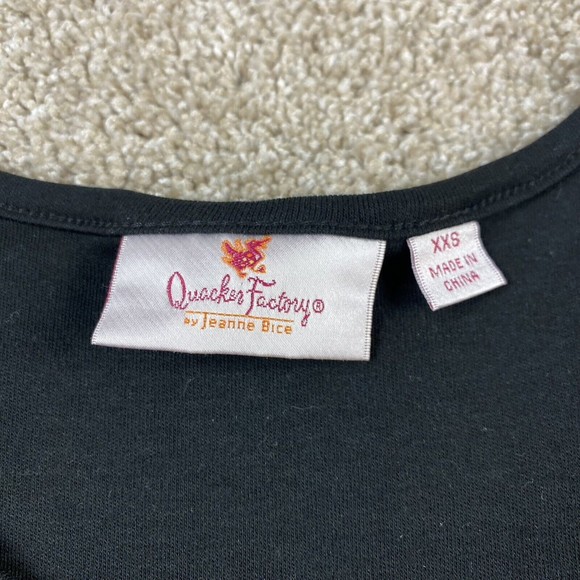 Quacker Factory®
by Jeanne Bice
XXS
MADE IN
CHINA